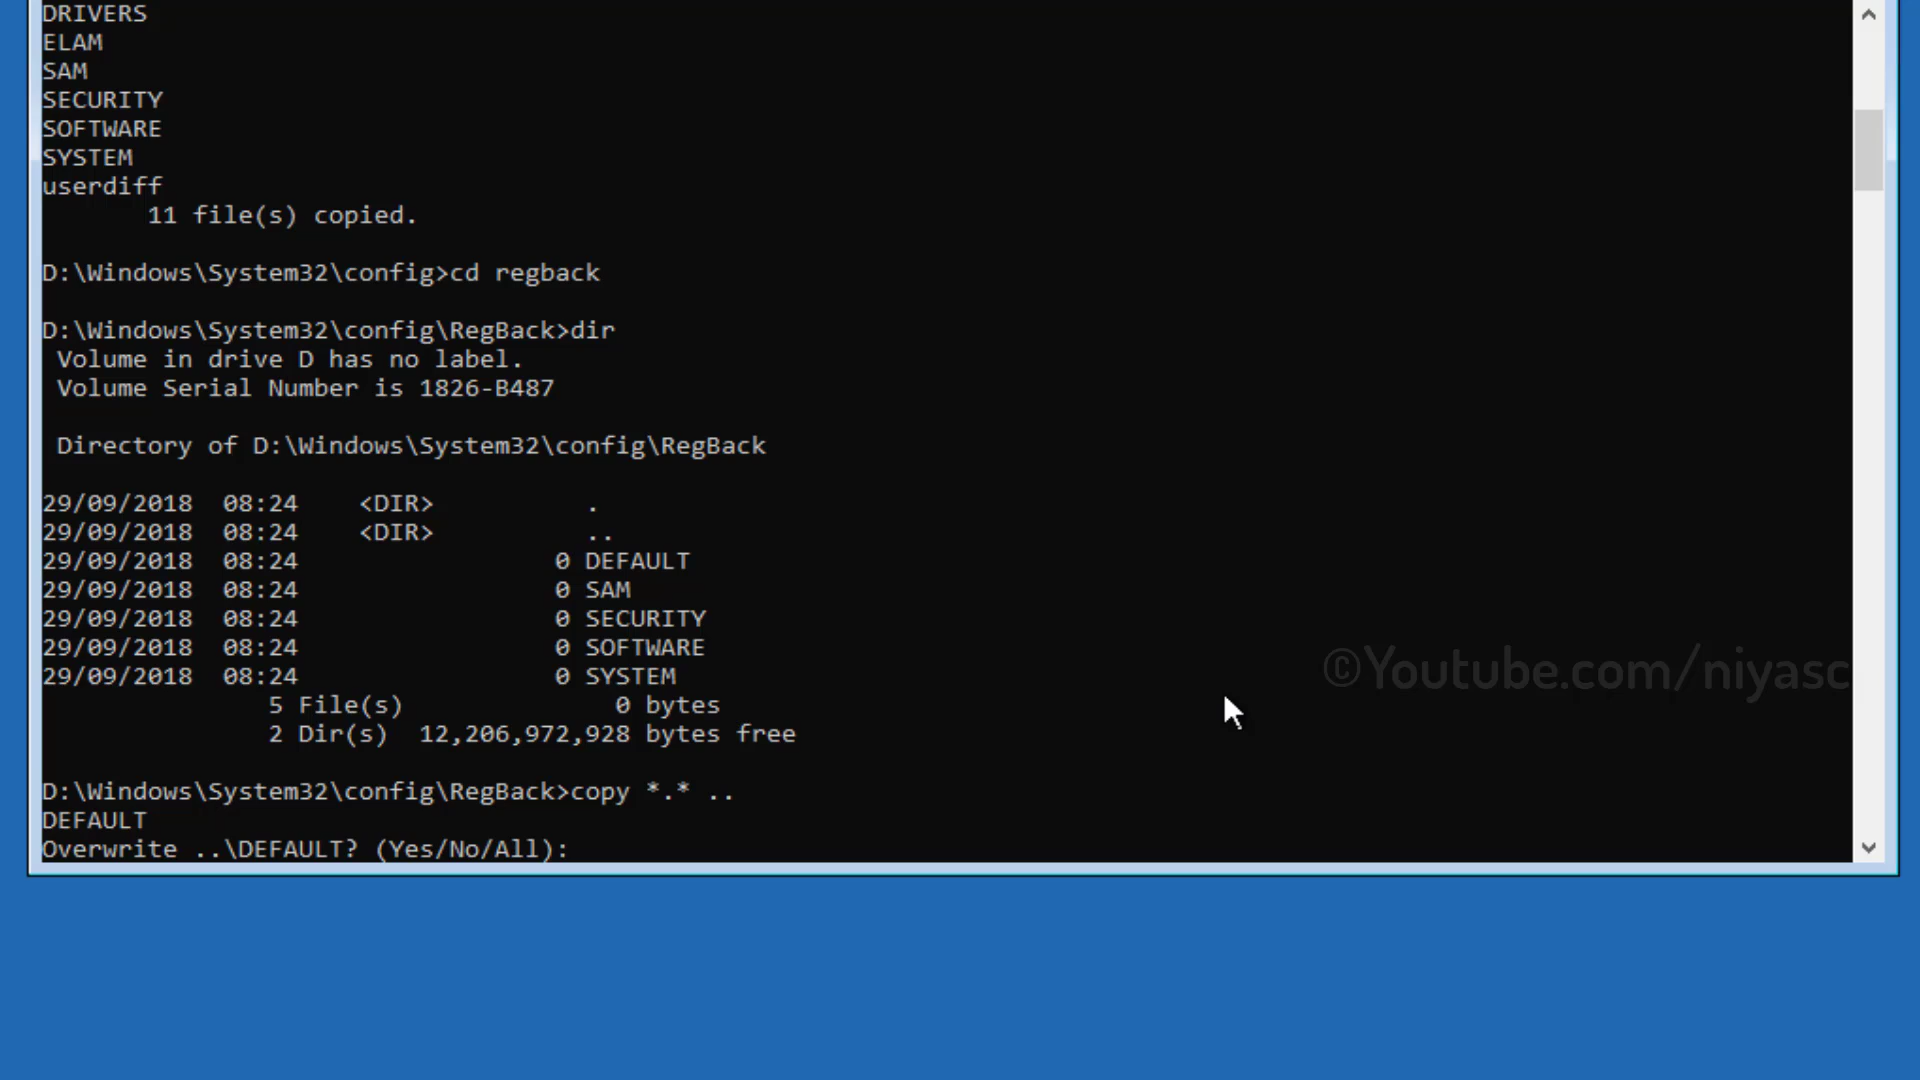 DRIVERS
ELAM
SAM
SECURITY
SOFTWARE
SYSTEM
userdiff
11 file(s) copied.
D:\Windows\System32\config>cd regback
D:\Windows\System32\config\RegBack>dir
Volume in drive D has no label.
Volume Serial Number is 1826-B487
Directory of D:\Windows\System32\config\RegBack
29/09/2018 08:24 <DIR> .
29/09/2018 08:24 <DIR> ..
29/09/2018 08:24 0 DEFAULT
29/09/2018 08:24 0 SAM
29/09/2018 08:24 0 SECURITY
29/09/2018 08:24 0 SOFTWARE
29/09/2018 08:24 0 SYSTEM
5 File(s) 0 bytes
2 Dir(s) 12,206,972,928 bytes free
D:\Windows\System32\config\RegBack>copy *.* ..
DEFAULT
Overwrite ..\DEFAULT? (Yes/No/All):
©Youtube.com/niyasc